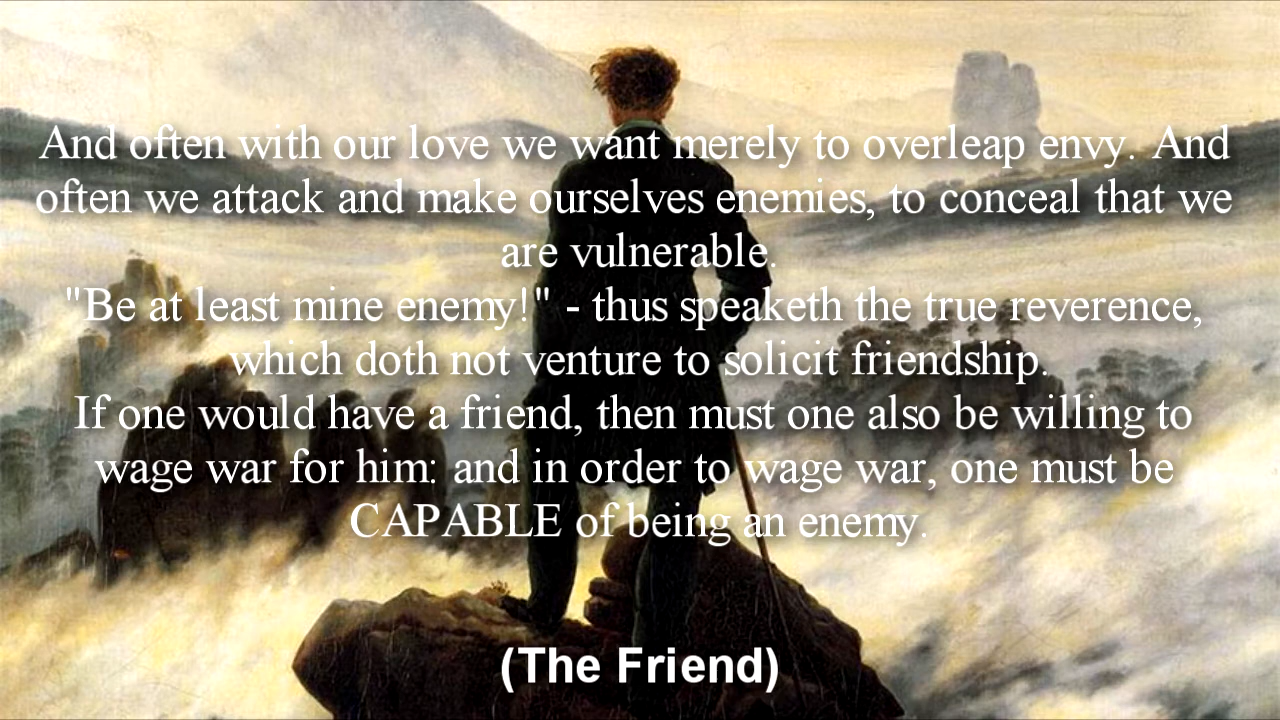 And often with our love we want merely to overleap envy. And
often we attack and make ourselves enemies, to conceal that we
are vulnerable.
"Be at least mine enemy!" - thus speaketh the true reverence,
which doth not venture to solicit friendship.
If one would have a friend, then must one also be willing to
wage war for him: and in order to wage war, one must be
CAPABLE of being an enemy.
(The Friend)